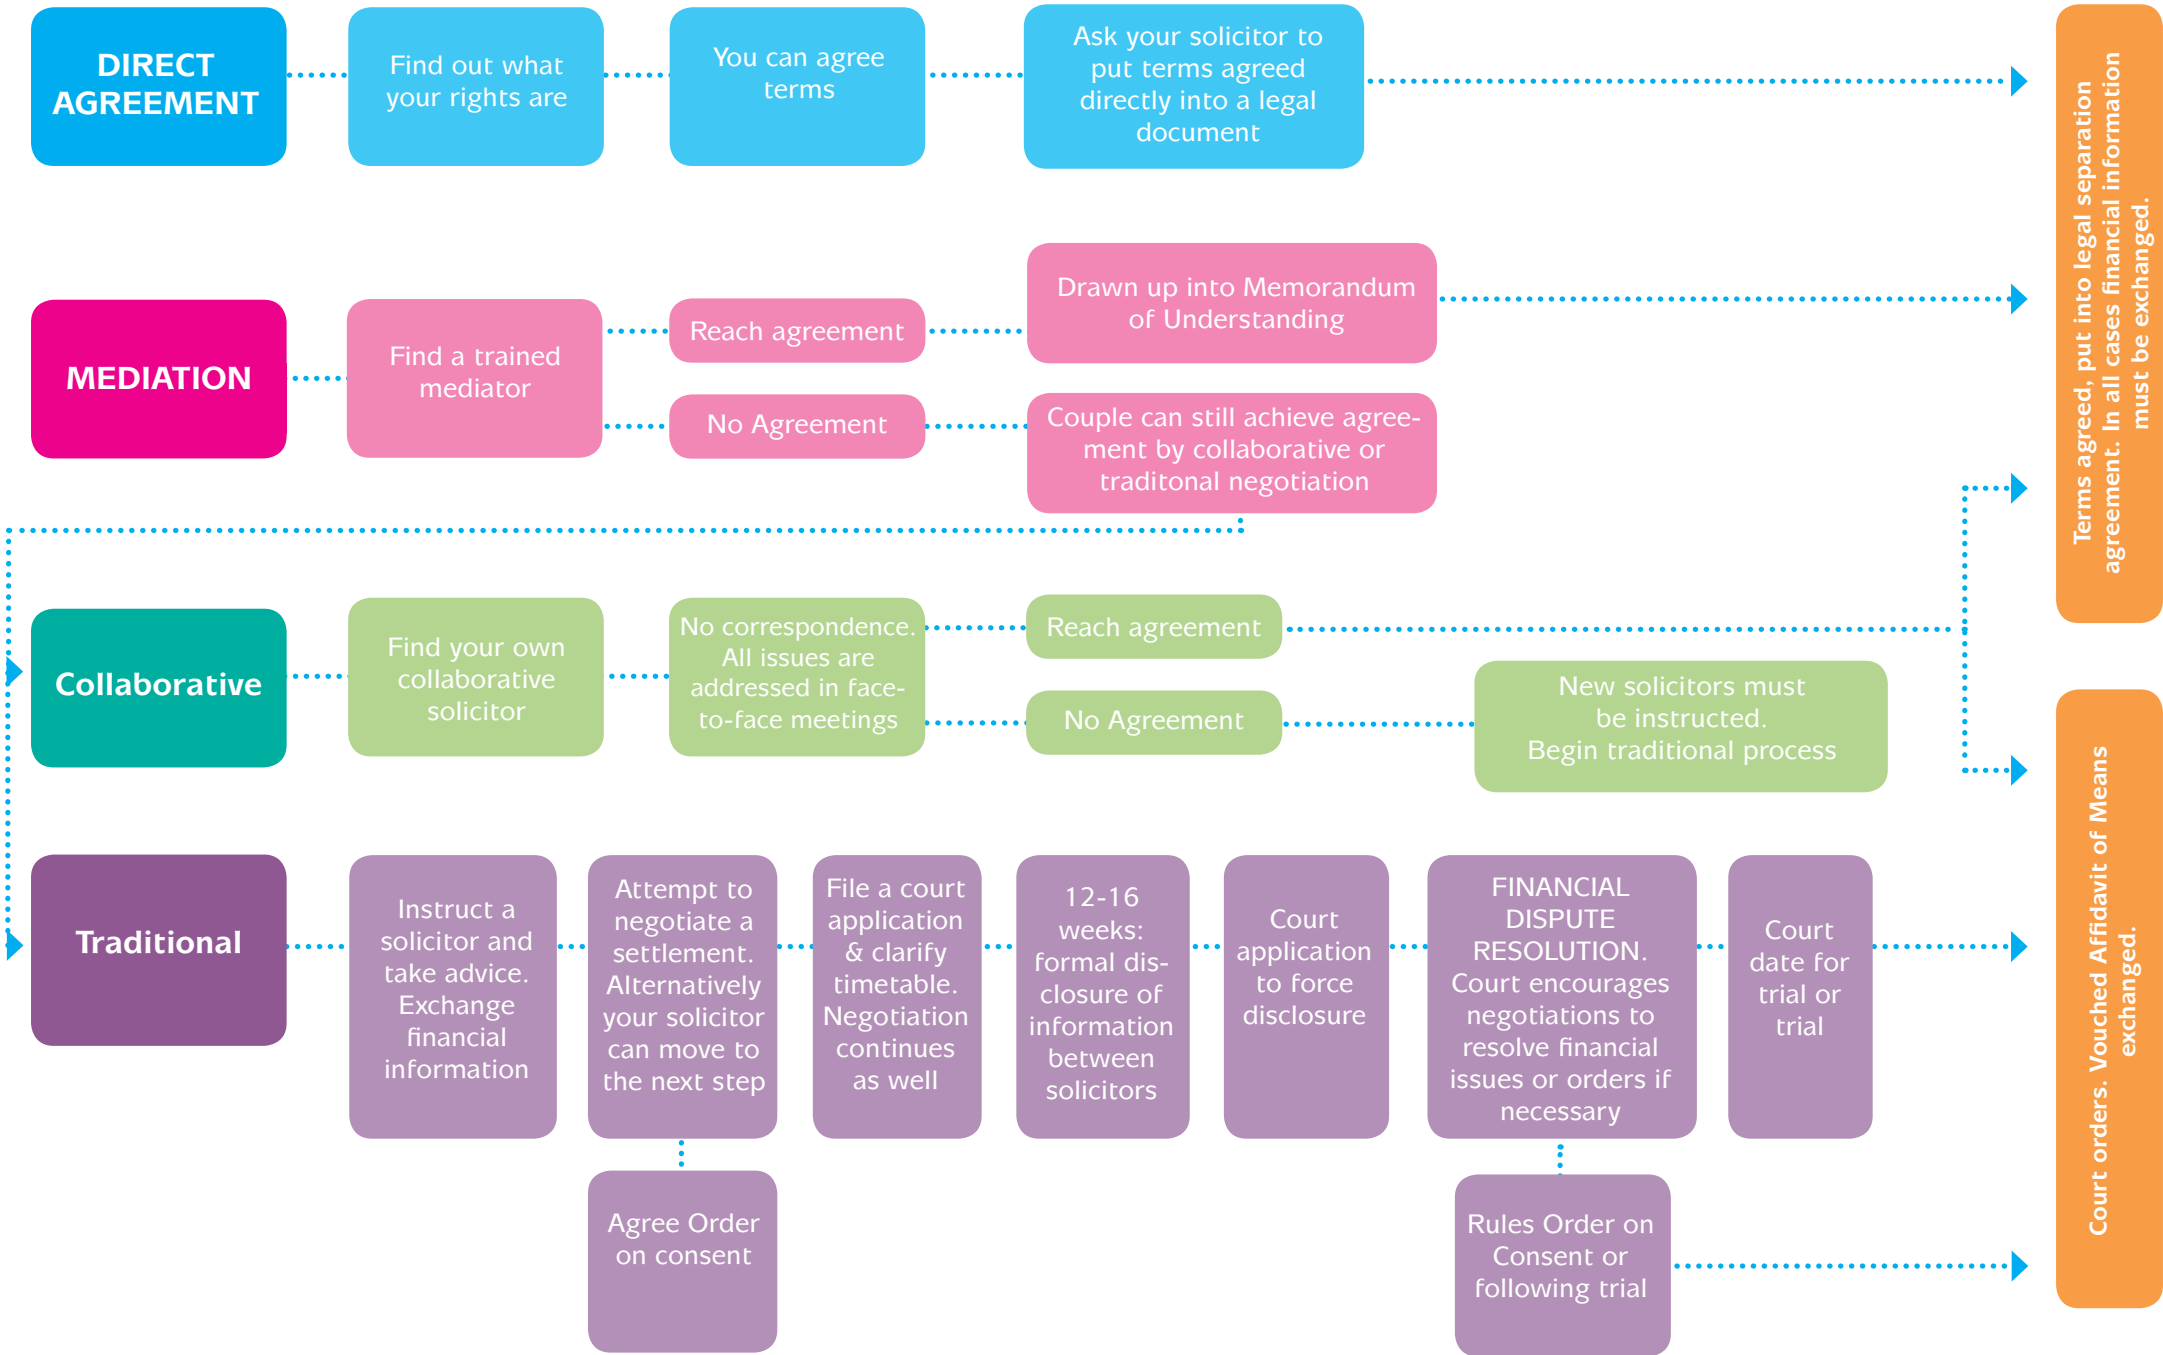 DIRECT
AGREEMENT
Find out what
your rights are
You can agree
terms
Ask your solicitor to
put terms agreed
directly into a legal
document
MEDIATION
Find a trained
mediator
Reach agreement
No Agreement
Drawn up into Memorandum
of Understanding
Couple can still achieve agree-
ment by collaborative or
traditonal negotiation
Terms agreed, put into legal separation
agreement. In all cases financial information
must be exchanged.
Collaborative
Find your own
collaborative
solicitor
No correspondence.
All issues are
addressed in face-
to-face meetings
Reach agreement
No Agreement
New solicitors must
be instructed.
Begin traditional process
Traditional
Instruct a
solicitor and
take advice.
Exchange
financial
information
Attempt to
negotiate a
settlement.
Alternatively
your solicitor
can move to
the next step
File a court
application
& clarify
timetable.
Negotiation
continues
as well
12-16
weeks:
formal dis-
closure of
information
between
solicitors
Court
application
to force
disclosure
FINANCIAL
DISPUTE
RESOLUTION.
Court encourages
negotiations to
resolve financial
issues or orders if
necessary
Court
date for
trial or
trial
Agree Order
on consent
Rules Order on
Consent or
following trial
Court orders. Vouched Affidavit of Means
exchanged.